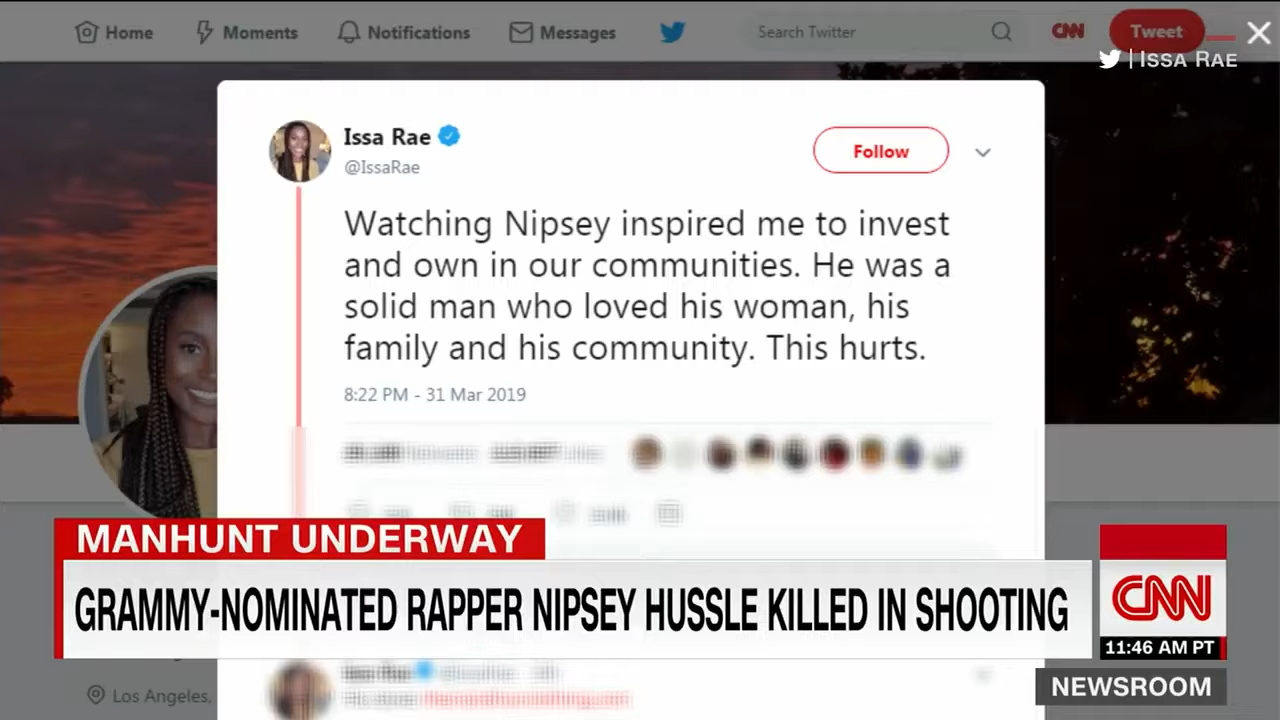 Home
Moments
Notifications
Messages
Search Twitter
CNN
Tweet
| ISSA RAE
Issa Rae
@IssaRae
Follow
Watching Nipsey inspired me to invest
and own in our communities. He was a
solid man who loved his woman, his
family and his community. This hurts.
8:22 PM - 31 Mar 2019
MANHUNT UNDERWAY
GRAMMY-NOMINATED RAPPER NIPSEY HUSSLE KILLED IN SHOOTING
CNN
11:46 AM PT
Los Angeles,
NEWSROOM